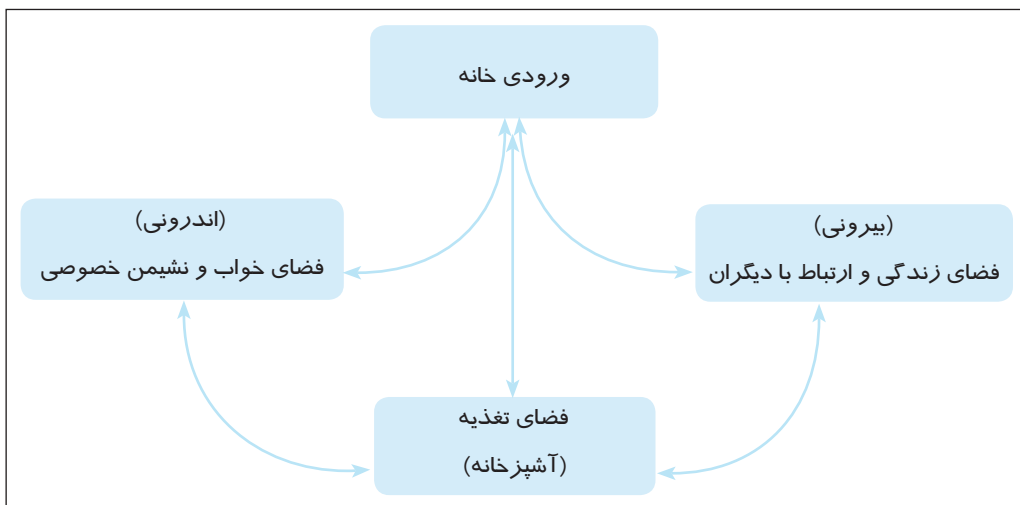 ورودی خانه
(بیرونی)
فضای زندگی و ارتباط با دیگران
(اندرونی)
فضای خواب و نشیمن خصوصی
فضای تغذیه
(آشپزخانه)